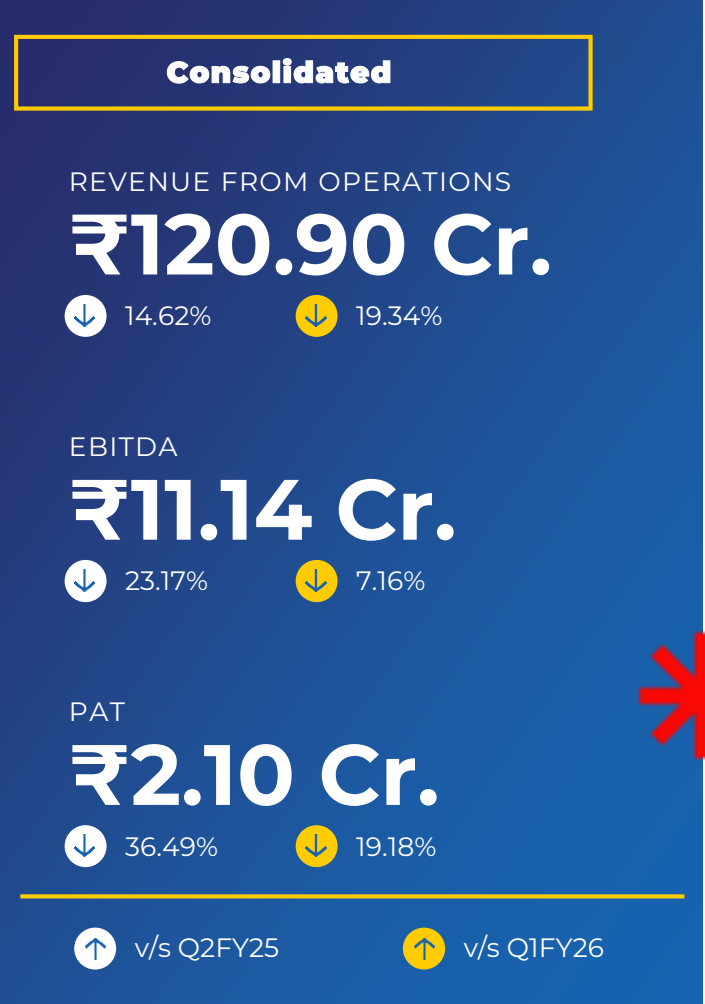 Consolidated
REVENUE FROM OPERATIONS
₹120.90 Cr.
↓ 14.62% ↓ 19.34%
EBITDA
₹11.14 Cr.
↓ 23.17% ↓ 7.16%
PAT
₹2.10 Cr.
↓ 36.49% ↓ 19.18%
↑ v/s Q2FY25 ↑ v/s Q1FY26